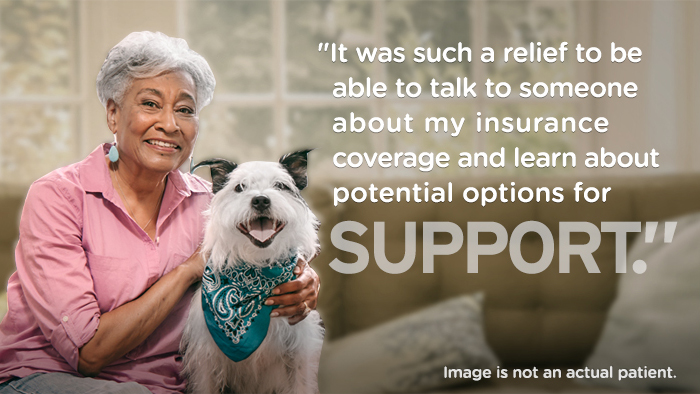 "It was such a relief to be
able to talk to someone
about my insurance
coverage and learn about
potential options for
SUPPORT."
Image is not an actual patient.